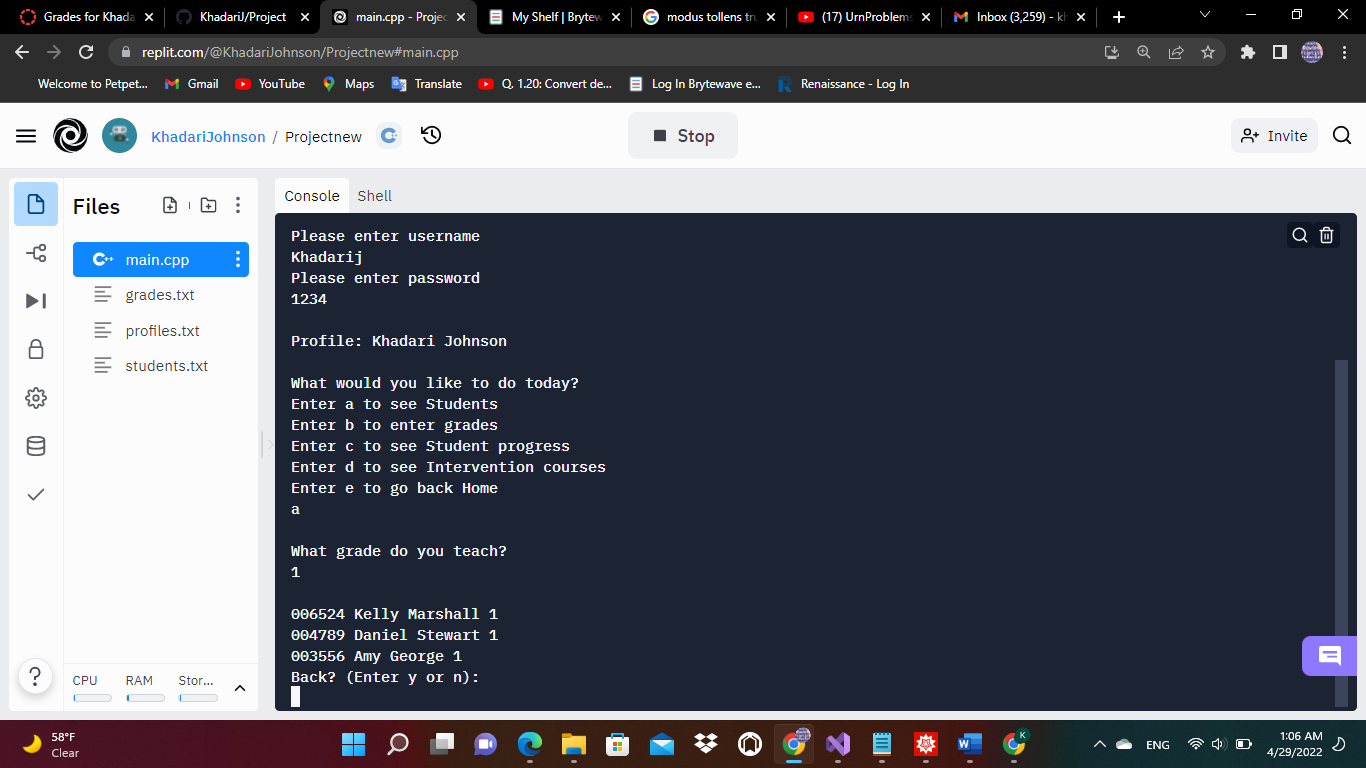 Grades for Khada
KhadariJ/Project
main.cpp - Projec
My Shelf | Brytew
modus tollens tru
(17) UrnProblems
Inbox (3,259) - kh
replit.com/@KhadariJohnson/Projectnew#main.cpp
Welcome to Petpet...
Gmail
YouTube
Maps
Translate
Q. 1.20: Convert de...
Log In Brytewave e...
Renaissance - Log In
KhadariJohnson / Projectnew
Stop
Invite
Files
Console
Shell
main.cpp
grades.txt
profiles.txt
students.txt
Please enter username
Khadarij
Please enter password
1234
Profile: Khadari Johnson
What would you like to do today?
Enter a to see Students
Enter b to enter grades
Enter c to see Student progress
Enter d to see Intervention courses
Enter e to go back Home
a
What grade do you teach?
1
006524 Kelly Marshall 1
004789 Daniel Stewart 1
003556 Amy George 1
Back? (Enter y or n):
CPU
RAM
Stor...
58°F
Clear
ENG
1:06 AM
4/29/2022